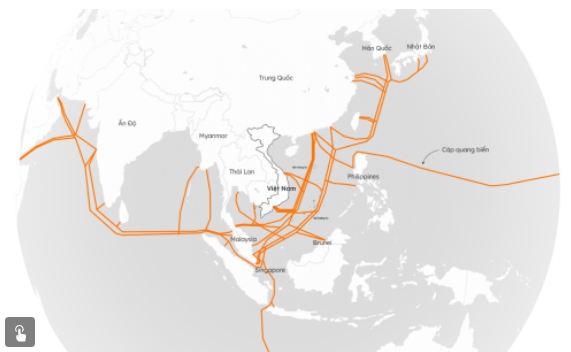 Hàn Quốc
Nhật Bản
Trung Quốc
Ấn Độ
Myanmar
Cáp quang biển
Thái Lan
Philippines
Việt Nam
Malaysia
Brunei
Singapore